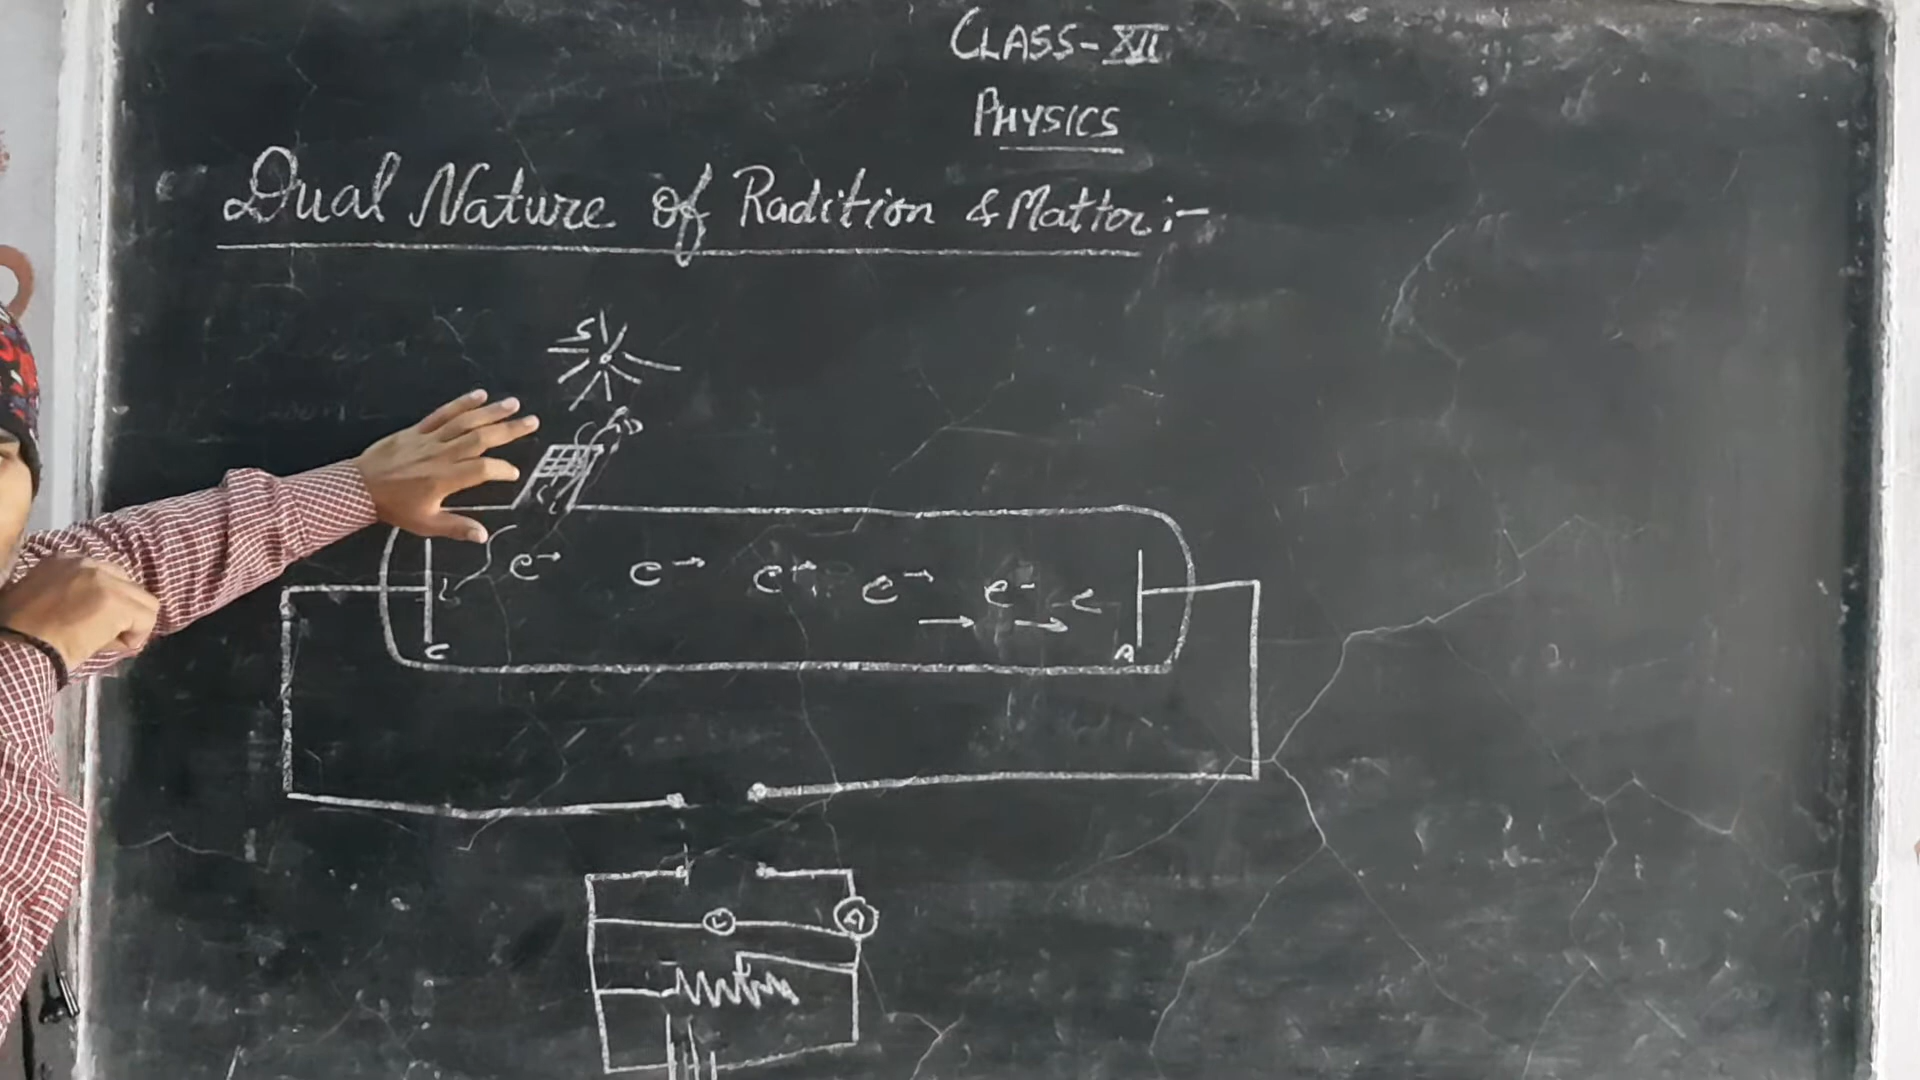 CLASS-XII
PHYSICS
Dual Nature of Radition & Mattor:-
S
e → e → e → e → e- e
C
A
A